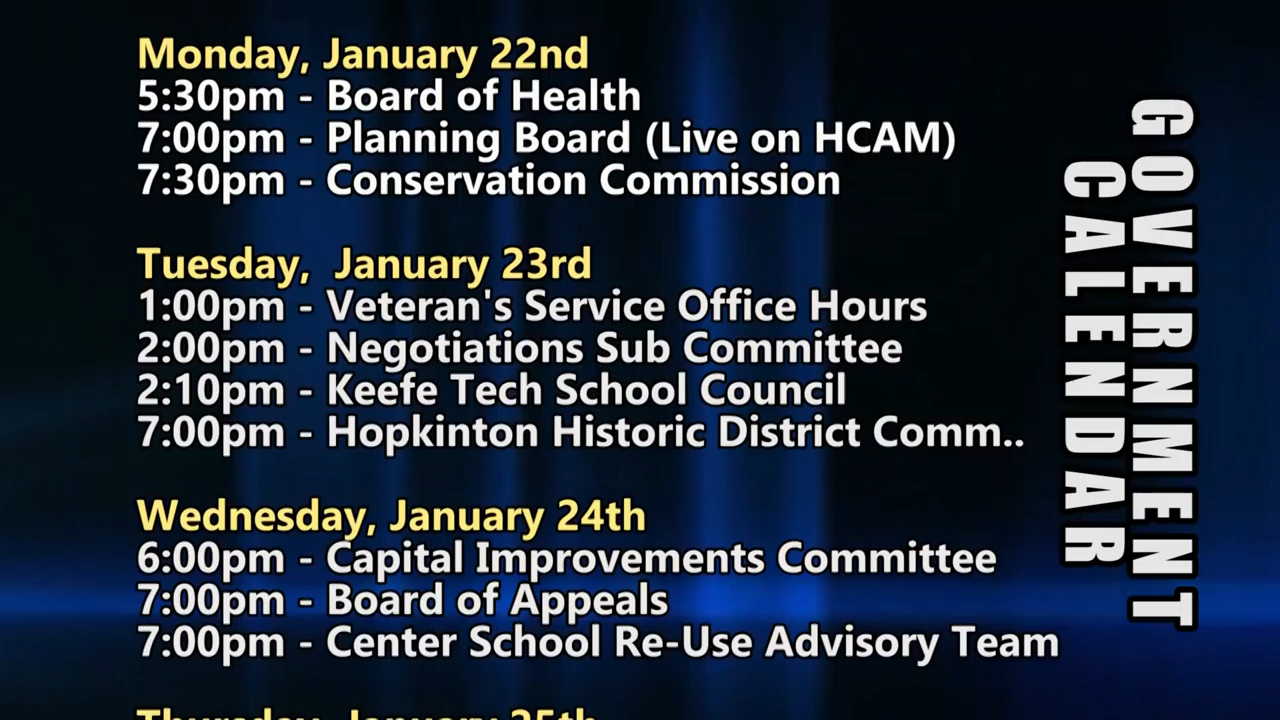 Monday, January 22nd
5:30pm - Board of Health
7:00pm - Planning Board (Live on HCAM)
7:30pm - Conservation Commission
Tuesday,  January 23rd
1:00pm - Veteran's Service Office Hours
2:00pm - Negotiations Sub Committee
2:10pm - Keefe Tech School Council
7:00pm - Hopkinton Historic District Comm..
Wednesday, January 24th
6:00pm - Capital Improvements Committee
7:00pm - Board of Appeals
7:00pm - Center School Re-Use Advisory Team
Thursday, January 25th
GOVERNMENT
CALENDAR